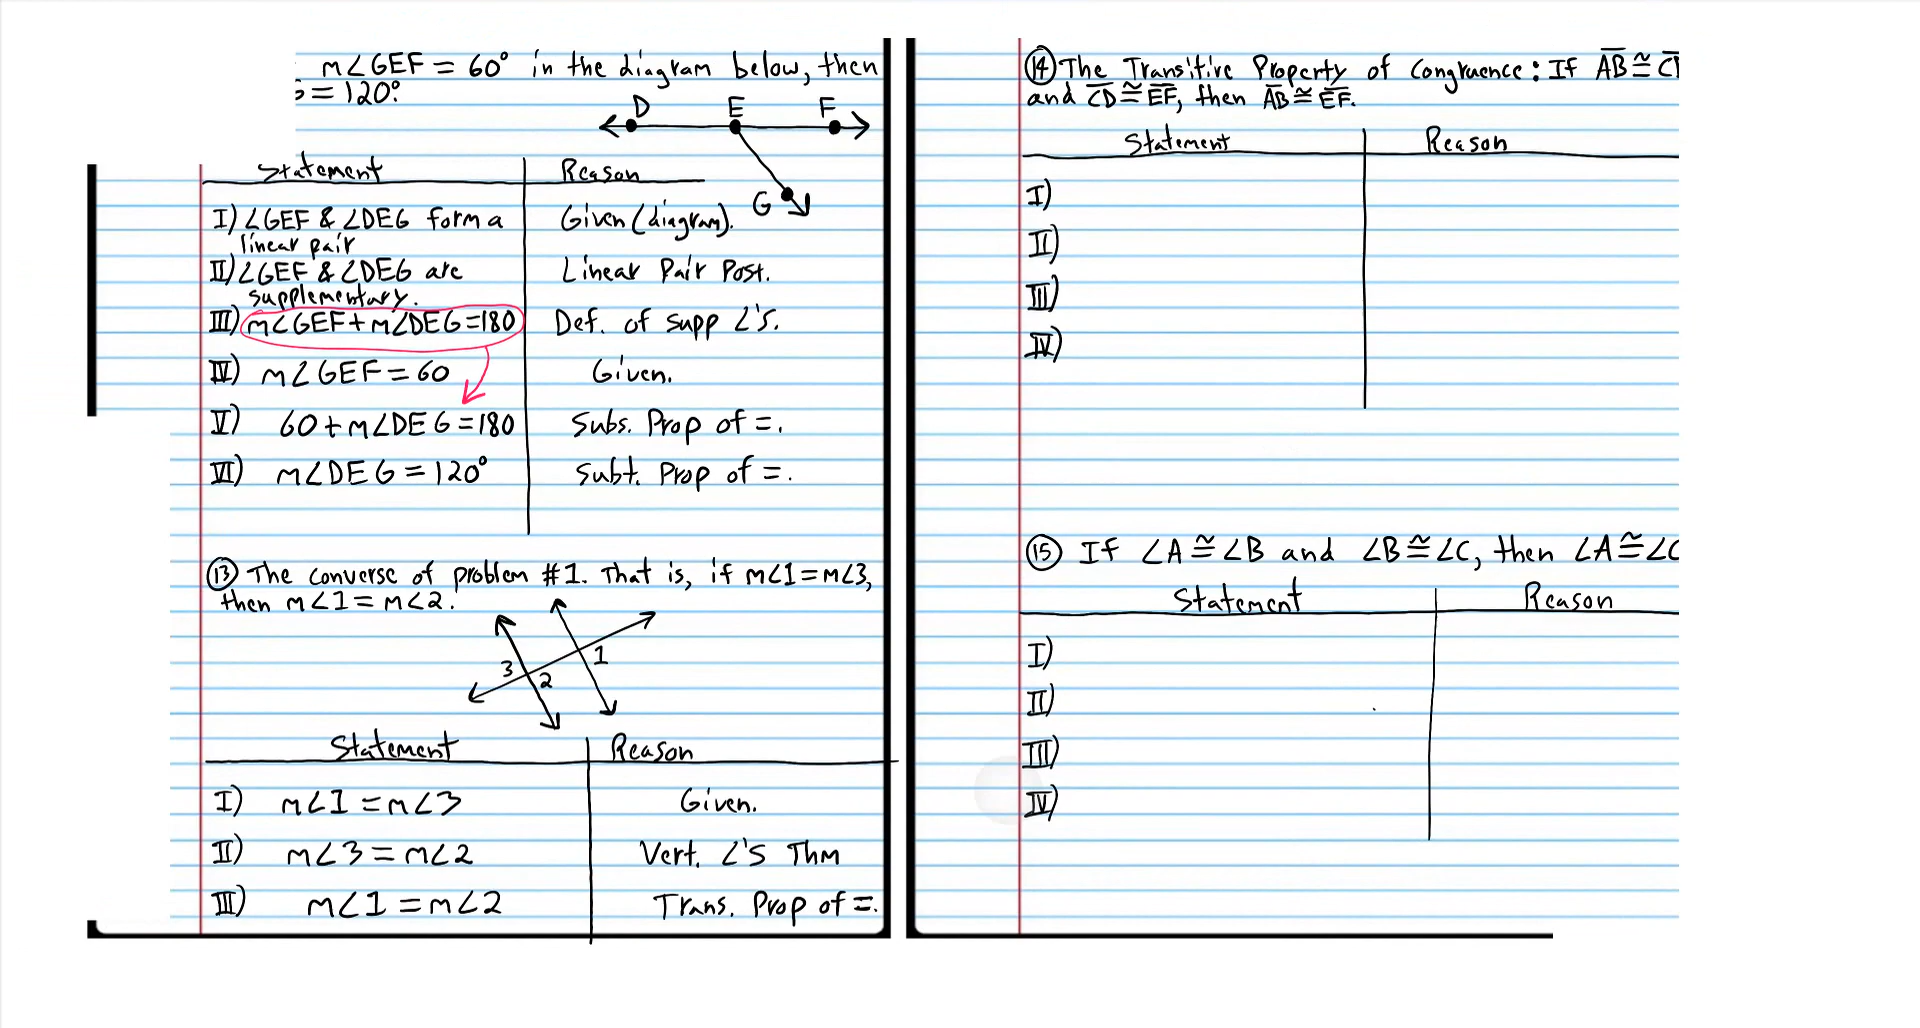 m∠GEF = 60° in the diagram below, then
= 120°.
D E F
G
Statement Reason
I) ∠GEF & ∠DEG form a Given (diagram).
linear pair
II) ∠GEF & ∠DEG are Linear Pair Post.
supplementary.
III) m∠GEF + m∠DEG = 180 Def. of supp ∠'s.
IV) m∠GEF = 60 Given.
V) 60 + m∠DEG = 180 Subs. Prop of =.
VI) m∠DEG = 120° Subt. Prop of =.
⑬ The converse of problem #1. That is, if m∠1 = m∠3,
then m∠1 = m∠2.
3 1
2
Statement Reason
I) m∠1 = m∠3 Given.
II) m∠3 = m∠2 Vert. ∠'s Thm
III) m∠1 = m∠2 Trans. Prop of =.
⑭ The Transitive Property of Congruence: If A̅B̅ ≅ C̅
and C̅D̅ ≅ E̅F̅, then A̅B̅ ≅ E̅F̅.
Statement Reason
I)
II)
III)
IV)
⑮ If ∠A ≅ ∠B and ∠B ≅ ∠C, then ∠A ≅ ∠C
Statement Reason
I)
II)
III)
IV)